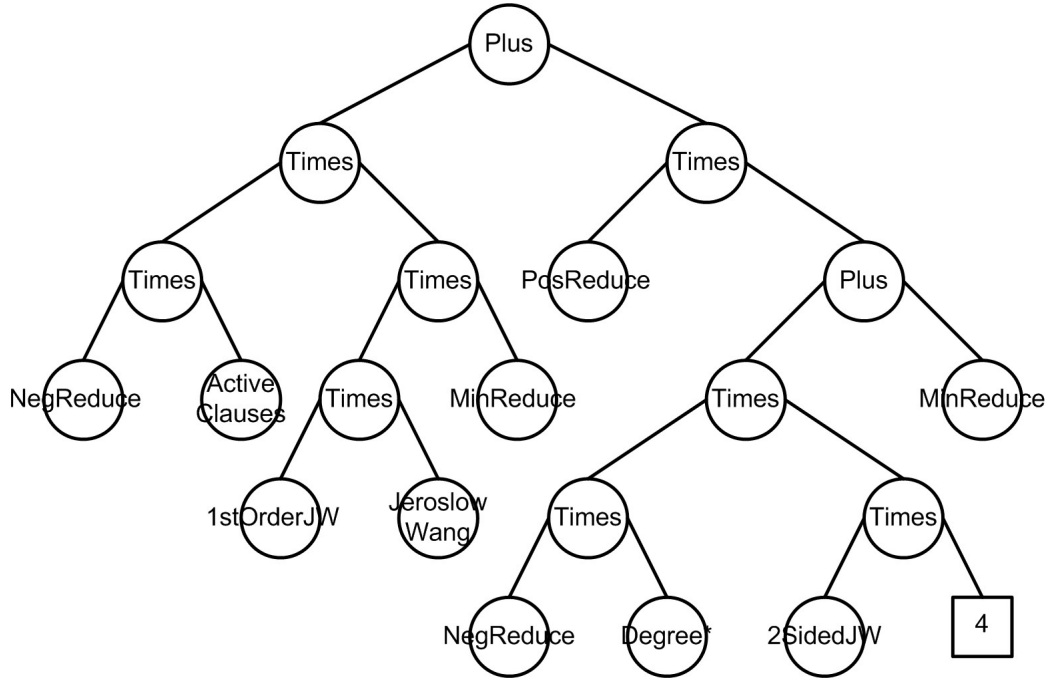 Plus
Times
Times
Times
Times
PosReduce
Plus
NegReduce
Active
Clauses
Times
MinReduce
Times
MinReduce
1stOrderJW
Jeroslow
Wang
Times
Times
NegReduce
Degree*
2SidedJW
4